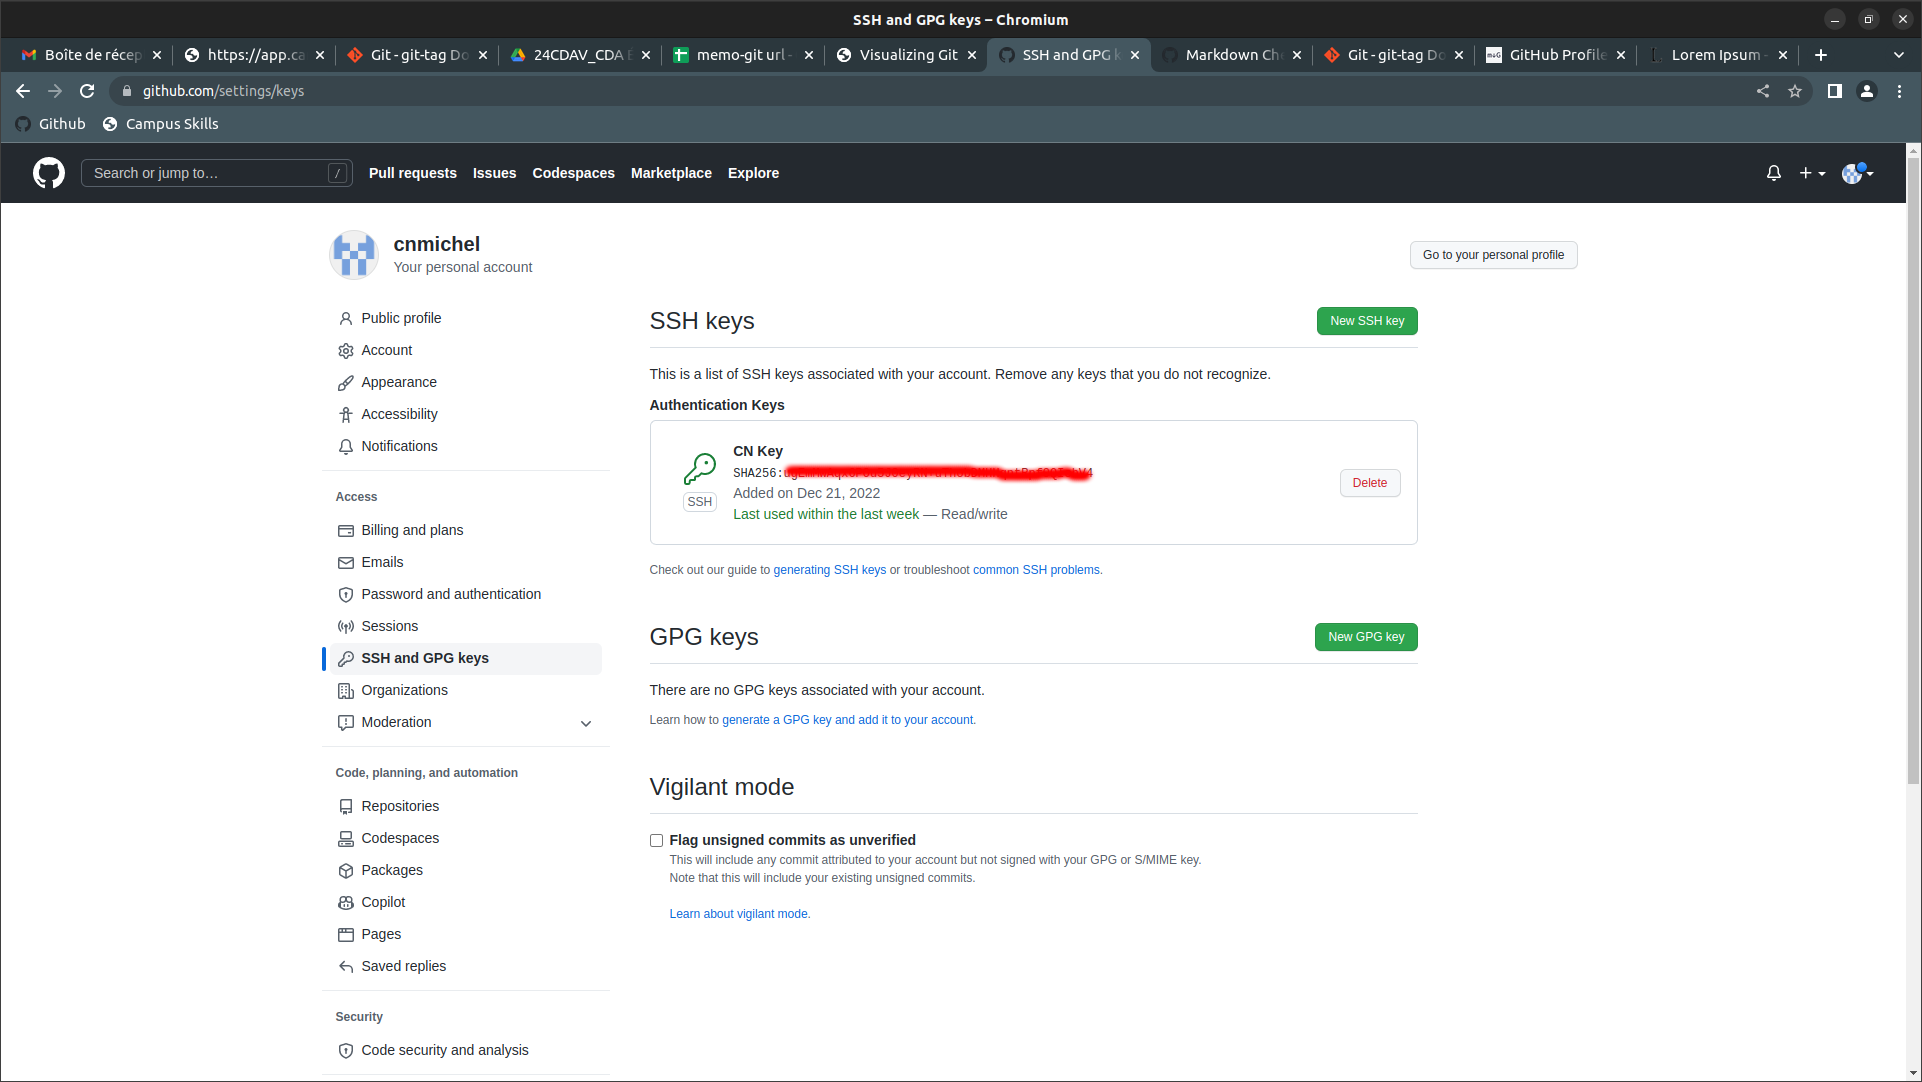 SSH and GPG keys – Chromium
Boîte de récep
https://app.ca
Git - git-tag Do
24CDAV_CDA
memo-git url -
Visualizing Git
SSH and GPG k
Markdown Che
Git - git-tag Do
GitHub Profile
Lorem Ipsum -
github.com/settings/keys
Github
Campus Skills
Search or jump to…
/
Pull requests
Issues
Codespaces
Marketplace
Explore
cnmichel
Your personal account
Go to your personal profile
Public profile
Account
Appearance
Accessibility
Notifications
Access
Billing and plans
Emails
Password and authentication
Sessions
SSH and GPG keys
Organizations
Moderation
Code, planning, and automation
Repositories
Codespaces
Packages
Copilot
Pages
Saved replies
Security
Code security and analysis
SSH keys
New SSH key
This is a list of SSH keys associated with your account. Remove any keys that you do not recognize.
Authentication Keys
CN Key
SHA256:
Added on Dec 21, 2022
Last used within the last week — Read/write
SSH
Delete
Check out our guide to generating SSH keys or troubleshoot common SSH problems.
GPG keys
New GPG key
There are no GPG keys associated with your account.
Learn how to generate a GPG key and add it to your account.
Vigilant mode
Flag unsigned commits as unverified
This will include any commit attributed to your account but not signed with your GPG or S/MIME key.
Note that this will include your existing unsigned commits.
Learn about vigilant mode.